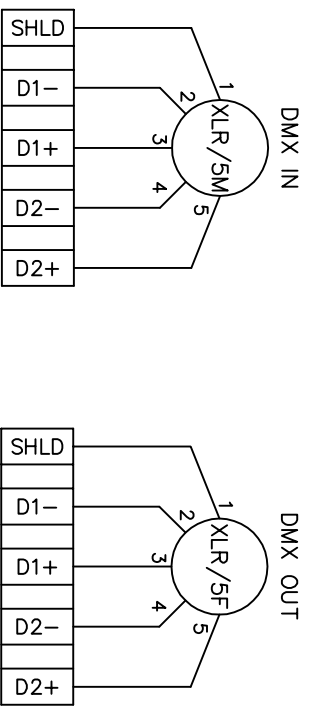 DMX IN
XLR/5M
1
2
3
4
5
SHLD
D1-
D1+
D2-
D2+
DMX OUT
XLR/5F
1
2
3
4
5
SHLD
D1-
D1+
D2-
D2+